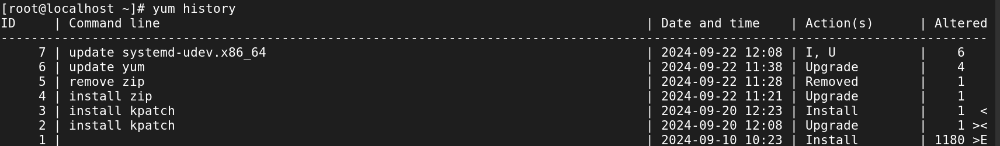 [root@localhost ~]# yum history
ID     | Command line                                                                | Date and time    | Action(s)      | Altered
----------------------------------------------------------------------------------------------------------------------------------
     7 | update systemd-udev.x86_64                                                  | 2024-09-22 12:08 | I, U           |    6
     6 | update yum                                                                  | 2024-09-22 11:38 | Upgrade        |    4
     5 | remove zip                                                                  | 2024-09-22 11:28 | Removed        |    1
     4 | install zip                                                                 | 2024-09-22 11:21 | Upgrade        |    1
     3 | install kpatch                                                              | 2024-09-20 12:23 | Install        |    1  <
     2 | install kpatch                                                              | 2024-09-20 12:08 | Upgrade        |    1 ><
     1 |                                                                             | 2024-09-10 10:23 | Install        | 1180 >E